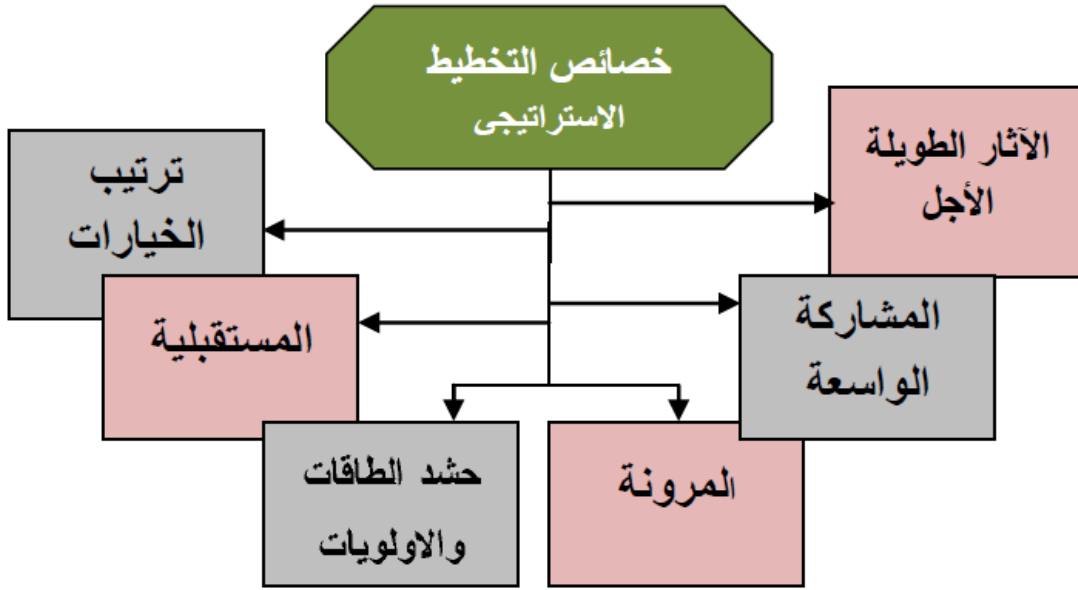 خصائص التخطيط
الاستراتيجى
الآثار الطويلة
الأجل
ترتيب
الخيارات
المشاركة
الواسعة
المستقبلية
المرونة
حشد الطاقات
والاولويات